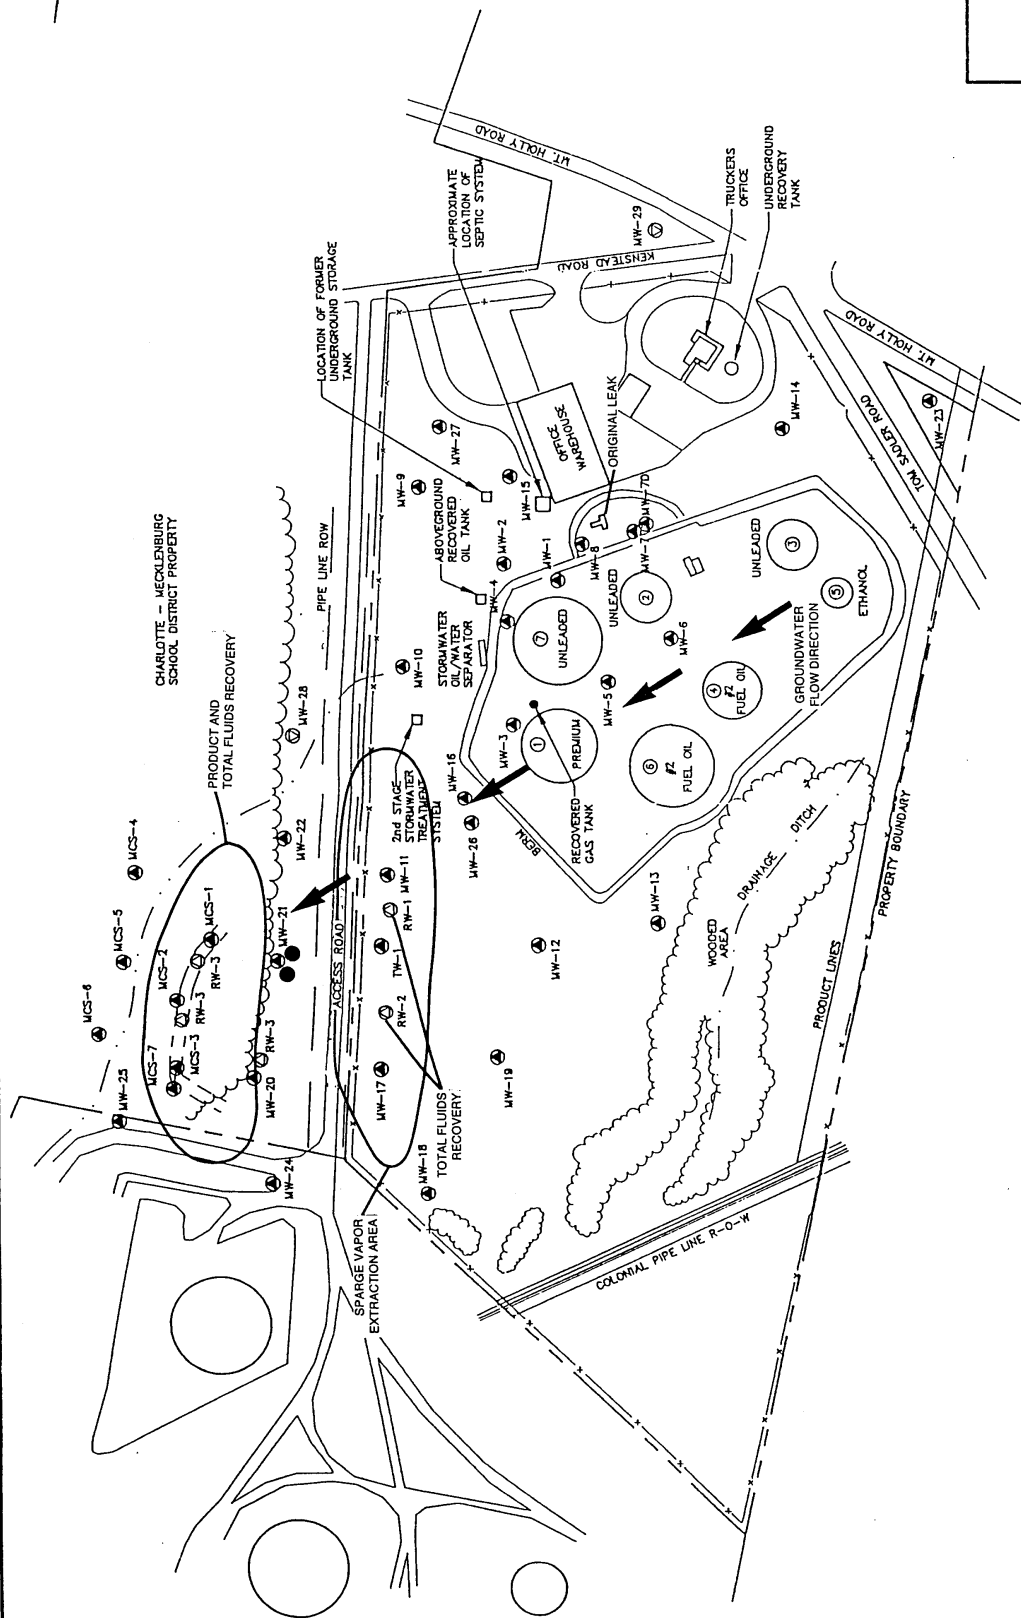 CHARLOTTE – MECKLENBURG
SCHOOL DISTRICT PROPERTY
PRODUCT AND
TOTAL FLUIDS RECOVERY
MCS-6
MCS-5
MCS-4
MW-25
MCS-7
MCS-3
MCS-2
RW-3
RW-3
MCS-1
MW-20
RW-3
MW-21
MW-22
MW-28
MW-24
PIPE LINE ROW
ACCESS ROAD
LOCATION OF FORMER
UNDERGROUND STORAGE
TANK
APPROXIMATE
LOCATION OF
SEPTIC SYSTEM
MT. HOLLY ROAD
KENSTEAD ROAD
MW-29
TRUCKERS
OFFICE
UNDERGROUND
RECOVERY
TANK
MW-17
RW-2
TW-1
RW-1
MW-11
2nd STAGE
STORMWATER
TREATMENT
SYSTEM
MW-10
MW-9
MW-27
ABOVEGROUND
RECOVERED
OIL TANK
STORMWATER
OIL/WATER
SEPARATOR
MW-4
MW-2
MW-15
OFFICE
WAREHOUSE
ORIGINAL LEAK
MW-1
MW-8
MW-7
MW-7D
MW-14
TOTAL FLUIDS
RECOVERY
SPARGE VAPOR
EXTRACTION AREA
MW-18
MW-19
MW-12
MW-13
MW-16
MW-26
MW-3
MW-5
MW-6
1
PREMIUM
7
UNLEADED
UNLEADED
2
UNLEADED
3
4
#2
FUEL OIL
5
ETHANOL
6
#2
FUEL OIL
RECOVERED
GAS TANK
BERM
GROUNDWATER
FLOW DIRECTION
WOODED
AREA
DRAINAGE
DITCH
PRODUCT LINES
PROPERTY BOUNDARY
COLONIAL PIPE LINE R-O-W
TOM SADLER ROAD
MT. HOLLY ROAD
MW-23